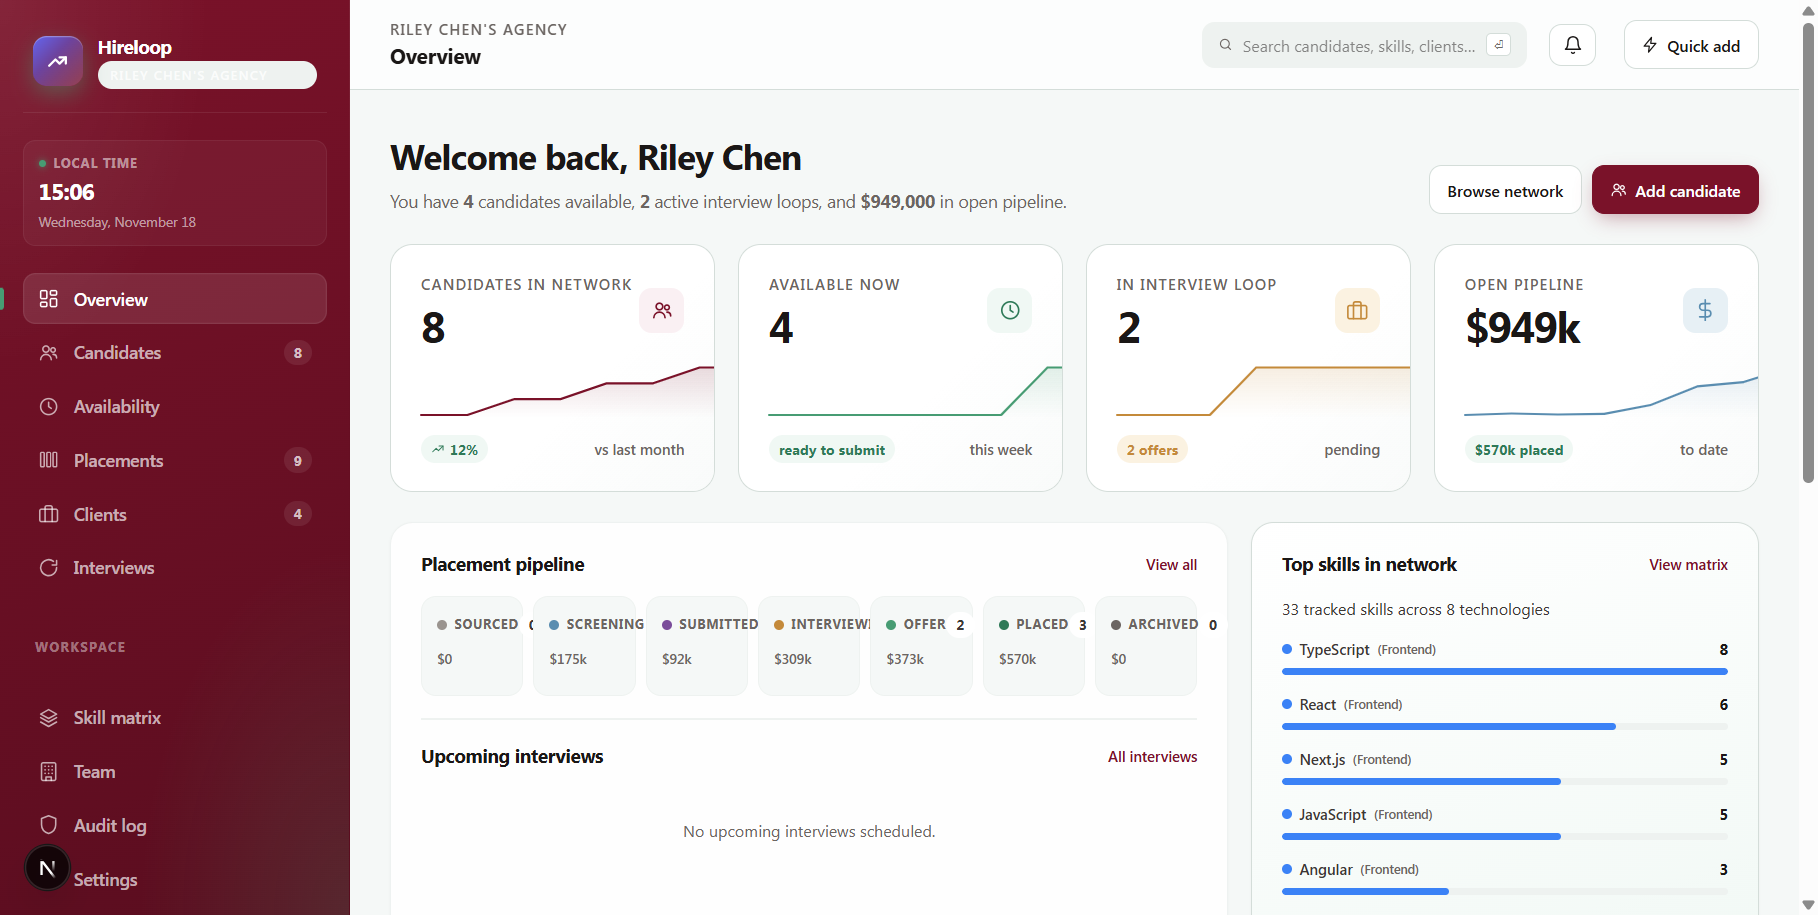 Hireloop
RILEY CHEN'S AGENCY
LOCAL TIME
15:06
Wednesday, November 18
Overview
Candidates 8
Availability
Placements 9
Clients 4
Interviews
WORKSPACE
Skill matrix
Team
Audit log
N
Settings
RILEY CHEN'S AGENCY
Overview
Search candidates, skills, clients...
Quick add
Welcome back, Riley Chen
You have 4 candidates available, 2 active interview loops, and $949,000 in open pipeline.
Browse network
Add candidate
CANDIDATES IN NETWORK
8
12% vs last month
AVAILABLE NOW
4
ready to submit this week
IN INTERVIEW LOOP
2
2 offers pending
OPEN PIPELINE
$
$949k
$570k placed to date
Placement pipeline View all
SOURCED 0
$0
SCREENING
$175k
SUBMITTED
$92k
INTERVIEWI
$309k
OFFER 2
$373k
PLACED 3
$570k
ARCHIVED 0
$0
Upcoming interviews All interviews
No upcoming interviews scheduled.
Top skills in network View matrix
33 tracked skills across 8 technologies
TypeScript (Frontend) 8
React (Frontend) 6
Next.js (Frontend) 5
JavaScript (Frontend) 5
Angular (Frontend) 3